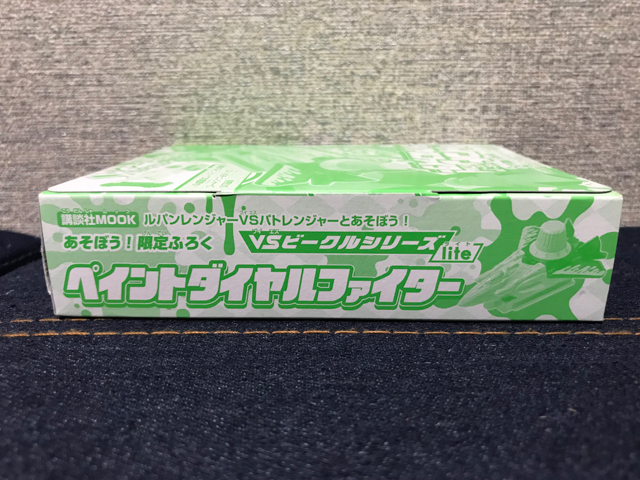 講談社MOOK ルパンレンジャーVSパトレンジャーとあそぼう!
あそぼう!限定ふろく
VSビークルシリーズ
lite
ペイントダイヤルファイター